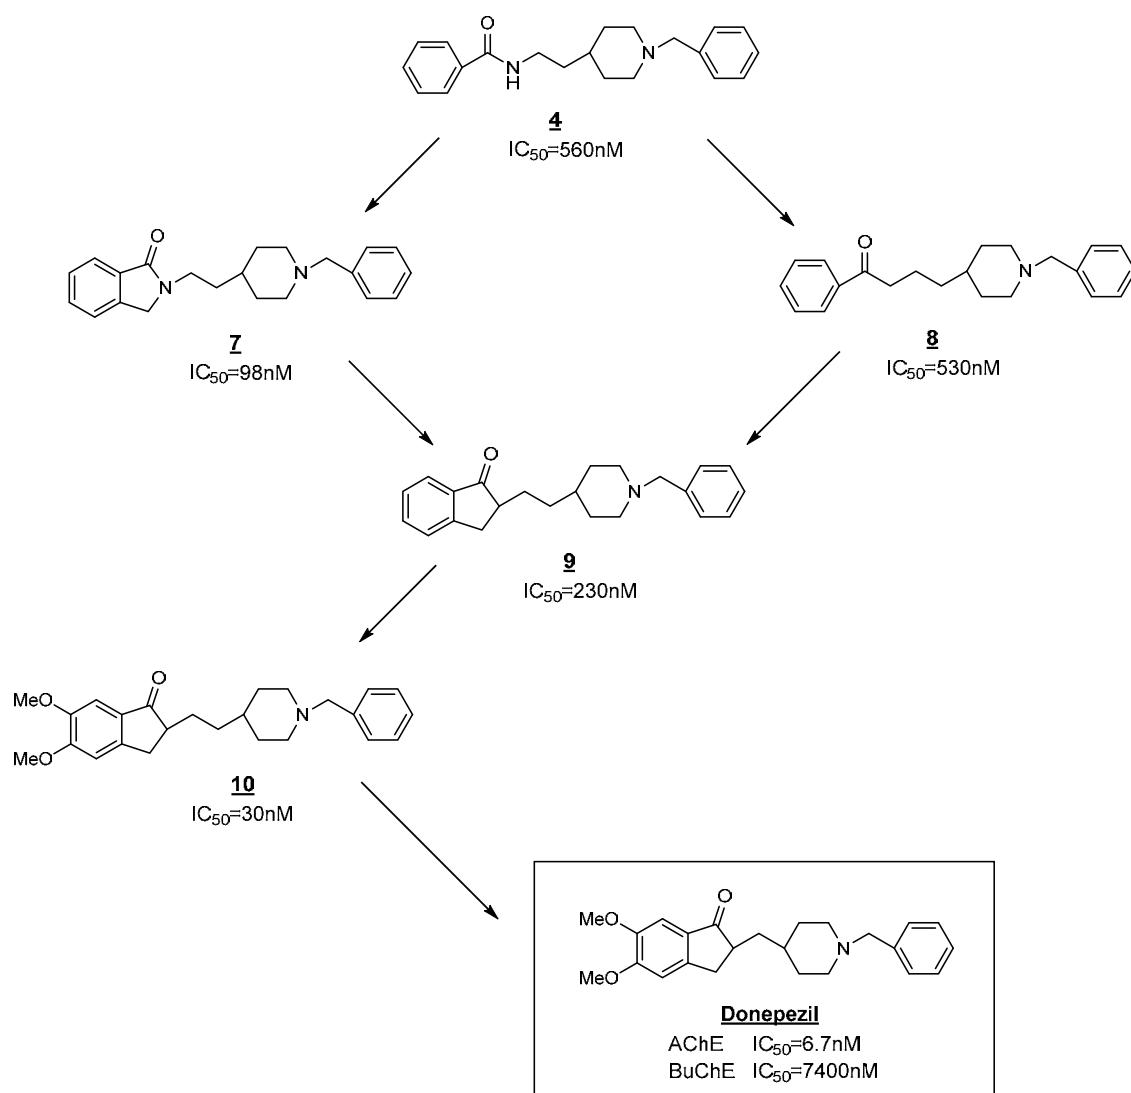 O
N
H
N
4
IC50=560nM
O
N
N
7
IC50=98nM
O
N
8
IC50=530nM
O
N
9
IC50=230nM
MeO
MeO
O
N
10
IC50=30nM
MeO
MeO
O
N
Donepezil
AChE IC50=6.7nM
BuChE IC50=7400nM